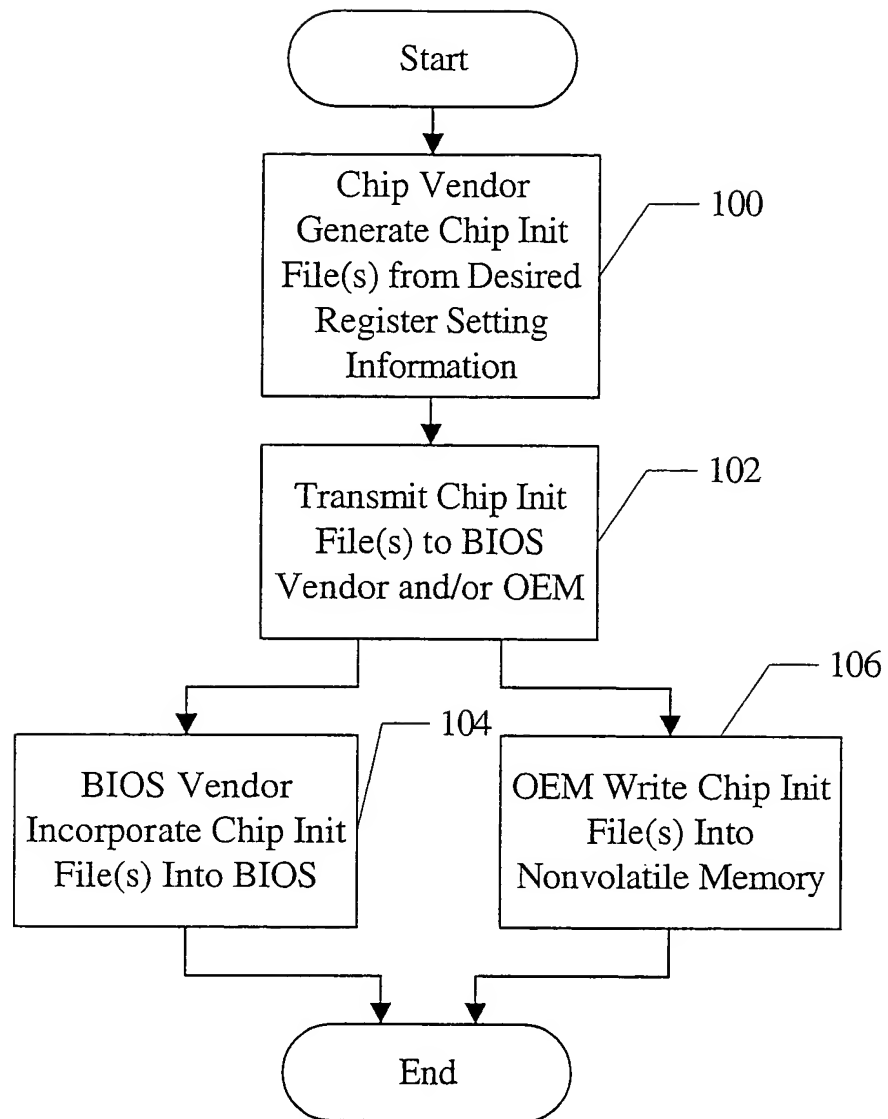 Start
Chip Vendor
Generate Chip Init
File(s) from Desired
Register Setting
Information
100
Transmit Chip Init
File(s) to BIOS
Vendor and/or OEM
102
BIOS Vendor
Incorporate Chip Init
File(s) Into BIOS
104
OEM Write Chip Init
File(s) Into
Nonvolatile Memory
106
End